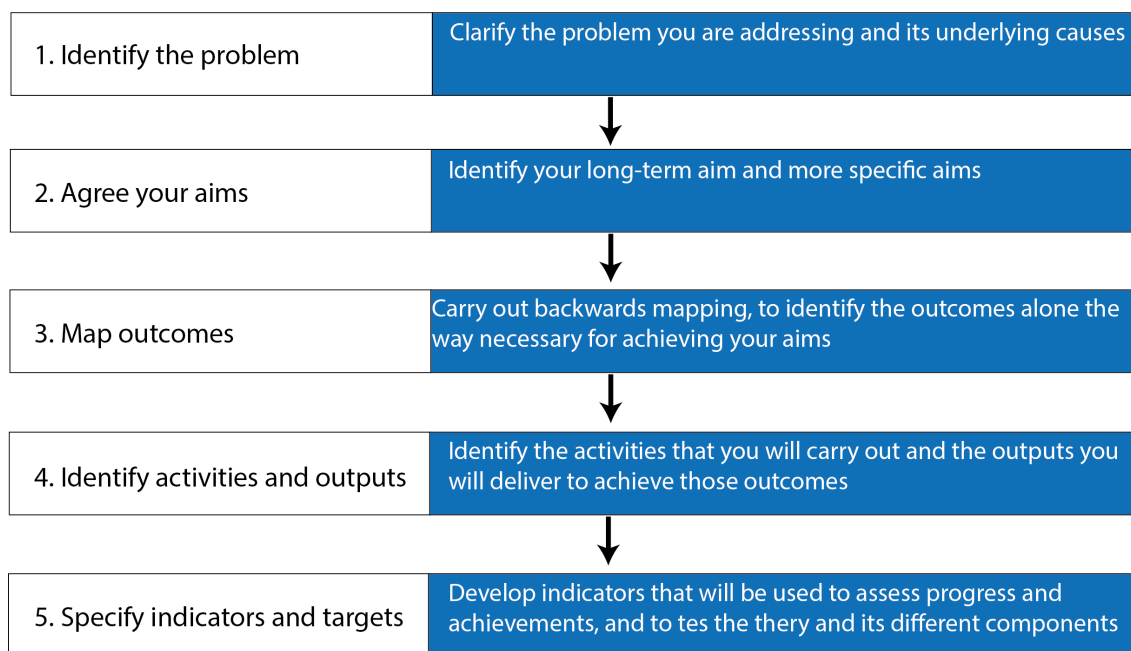 1. Identify the problem
Clarify the problem you are addressing and its underlying causes
2. Agree your aims
Identify your long-term aim and more specific aims
3. Map outcomes
Carry out backwards mapping, to identify the outcomes alone the
way necessary for achieving your aims
4. Identify activities and outputs
Identify the activities that you will carry out and the outputs you
will deliver to achieve those outcomes
5. Specify indicators and targets
Develop indicators that will be used to assess progress and
achievements, and to tes the thery and its different components